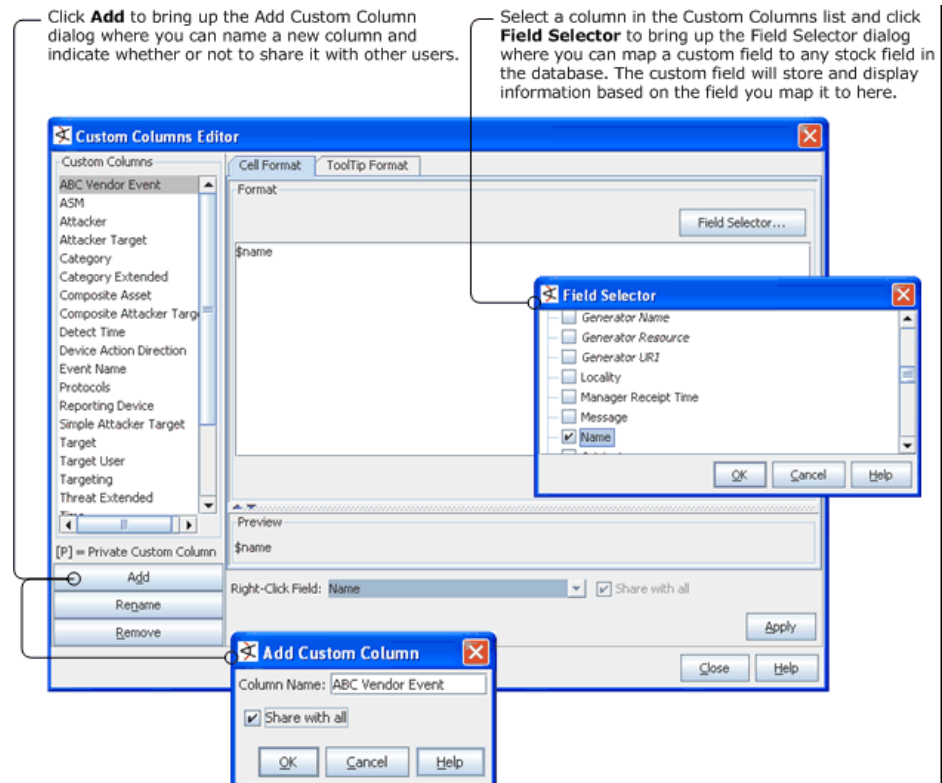 Click Add to bring up the Add Custom Column
dialog where you can name a new column and
indicate whether or not to share it with other users.
Select a column in the Custom Columns list and click
Field Selector to bring up the Field Selector dialog
where you can map a custom field to any stock field in
the database. The custom field will store and display
information based on the field you map it to here.
Custom Columns Editor
Custom Columns
ABC Vendor Event
ASM
Attacker
Attacker Target
Category
Category Extended
Composite Asset
Composite Attacker Targ
Detect Time
Device Action Direction
Event Name
Protocols
Reporting Device
Simple Attacker Target
Target
Target User
Targeting
Threat Extended
[P] = Private Custom Column
Add
Rename
Remove
Cell Format
ToolTip Format
Format
Field Selector...
$name
Field Selector
Generator Name
Generator Resource
Generator URI
Locality
Manager Receipt Time
Message
Name
OK
Cancel
Help
Preview
$name
Right-Click Field: Name
Share with all
Apply
Close
Help
Add Custom Column
Column Name: ABC Vendor Event
Share with all
OK
Cancel
Help